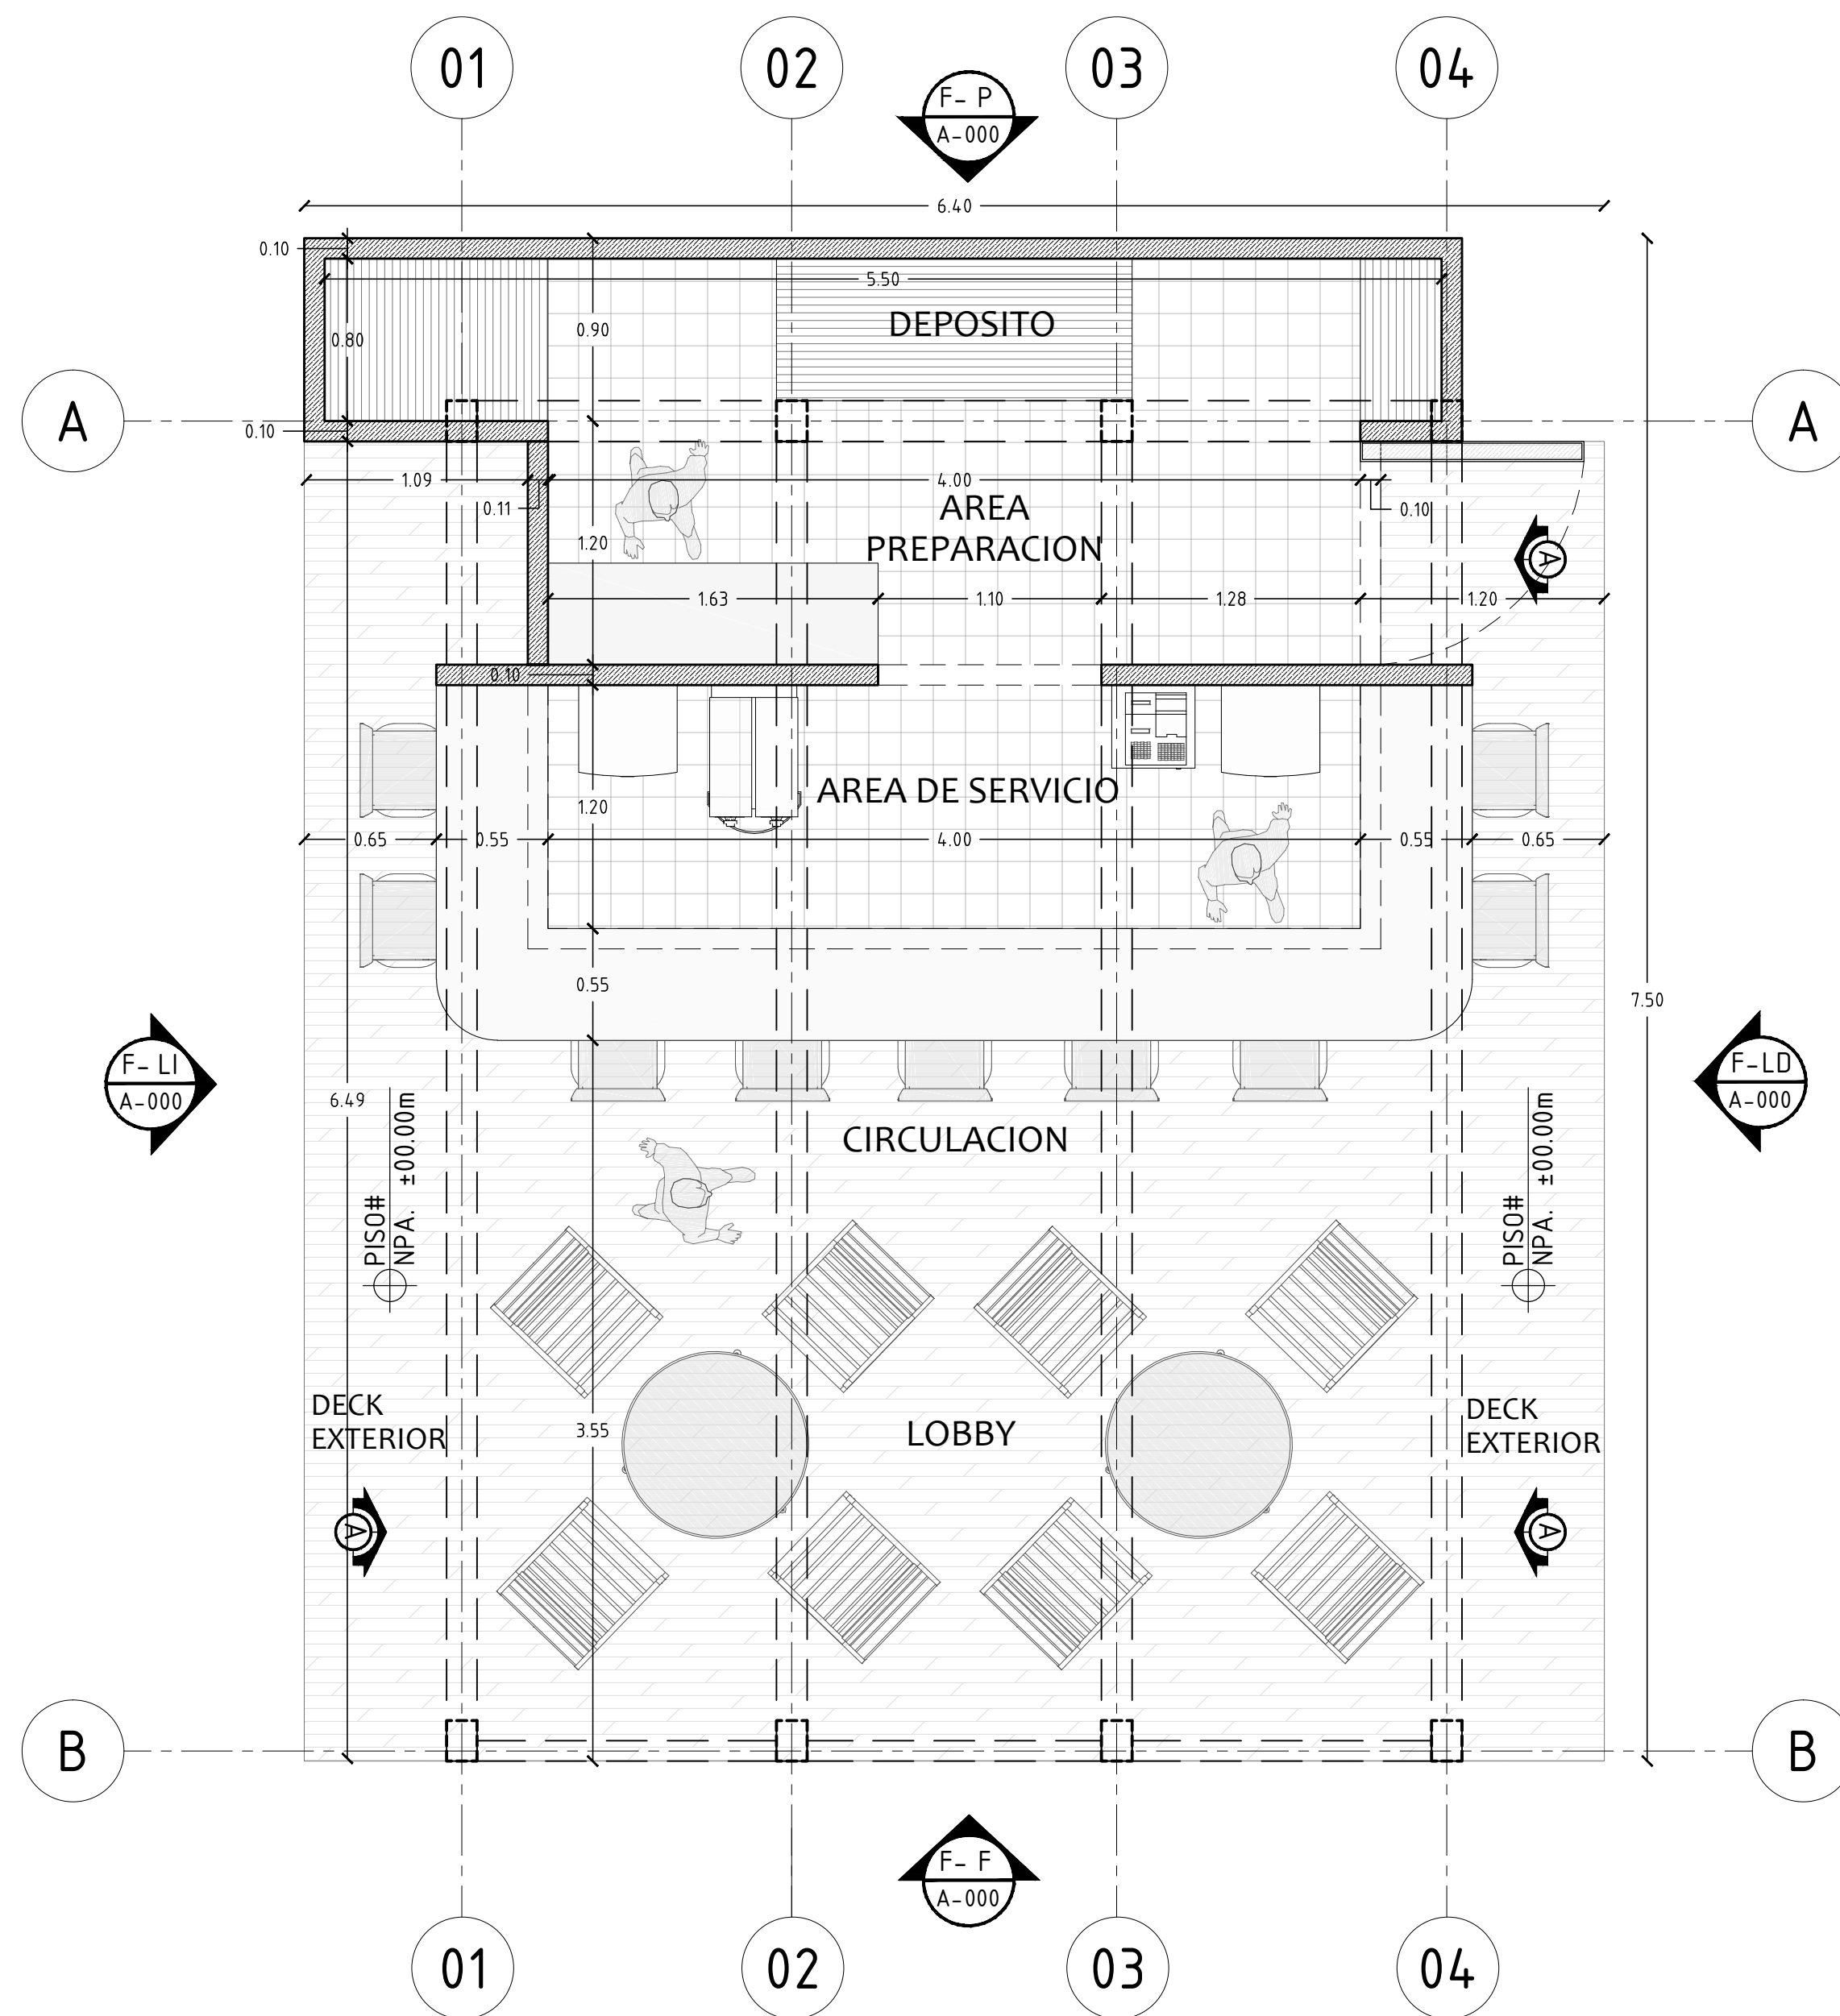 01 02 03 04
F- P
A-000
6.40
0.10
5.50
DEPOSITO
0.80 0.90
A A
0.10
1.09 4.00
0.11 0.10
AREA
PREPARACION
1.20
A
1.63 1.10 1.28 1.20
0.10
AREA DE SERVICIO
1.20
0.65 0.55 4.00 0.55 0.65
0.55
7.50
F- LI
A-000
F-LD
A-000
6.49
CIRCULACION
PISO#
NPA. ±00.00m
PISO#
NPA. ±00.00m
DECK
EXTERIOR
3.55
LOBBY
DECK
EXTERIOR
A A
B B
F- F
A-000
01 02 03 04